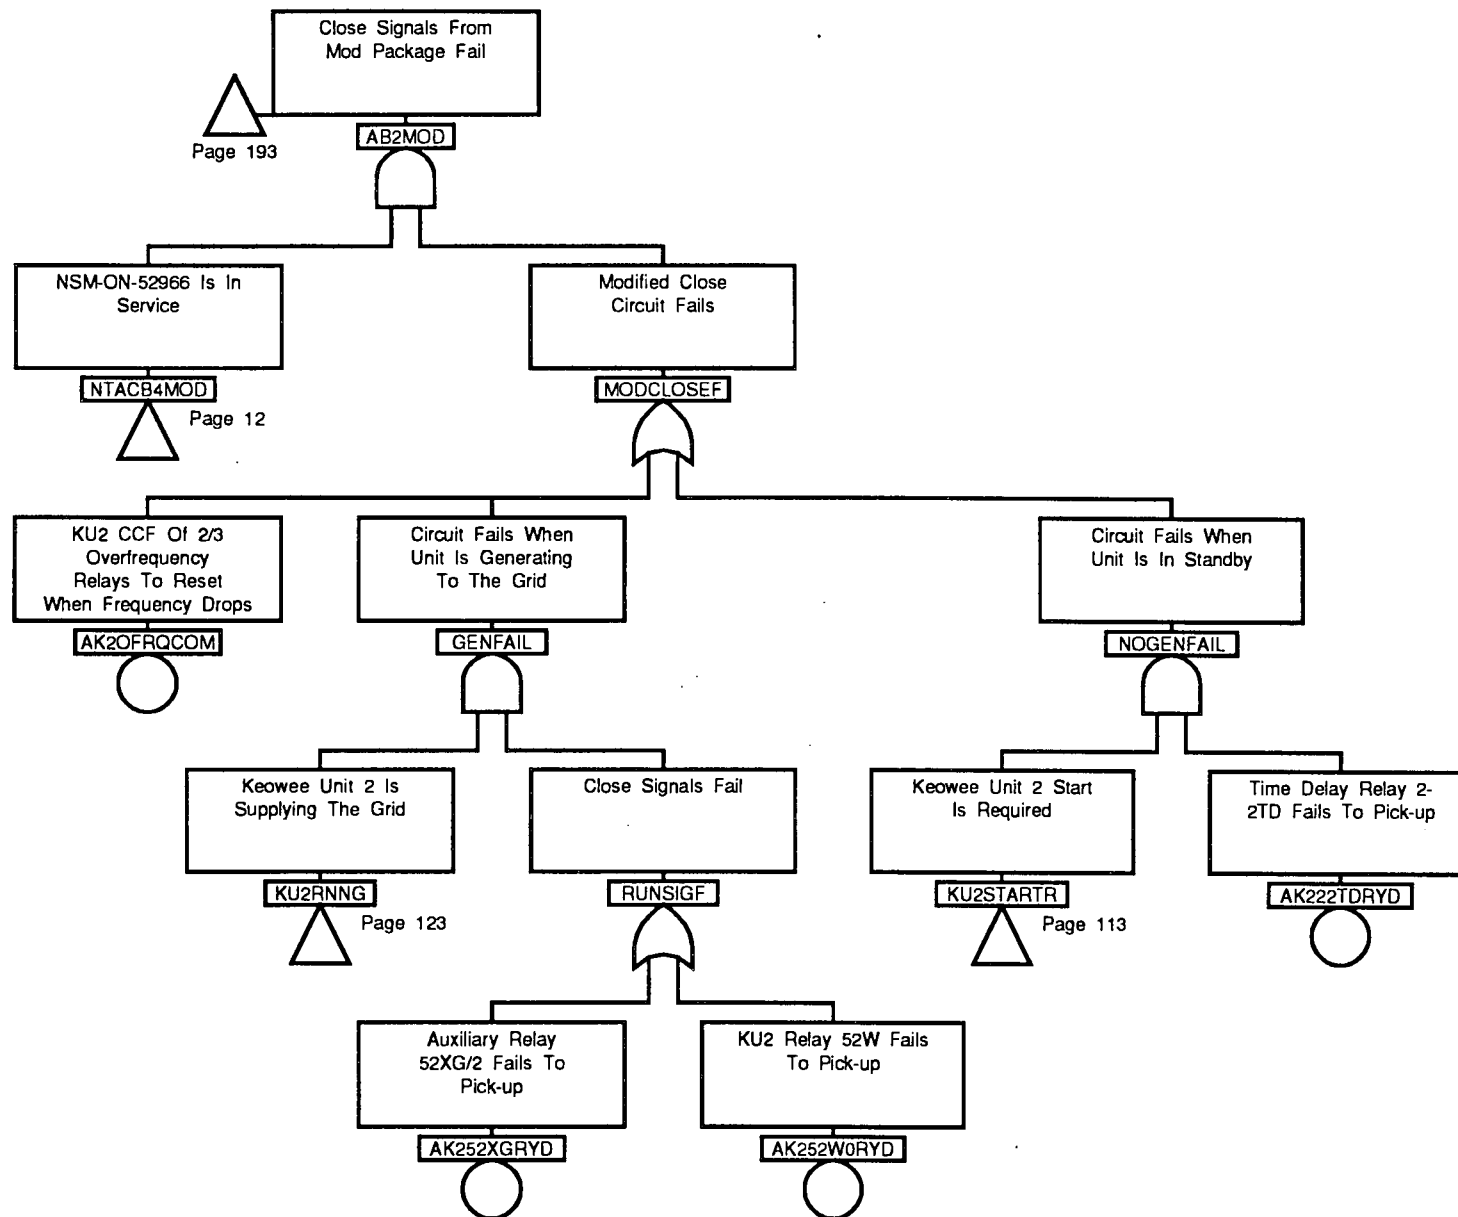 Close Signals From
Mod Package Fail
Page 193
AB2MOD
NSM-ON-52966 Is In
Service
Modified Close
Circuit Fails
NTACB4MOD
Page 12
MODCLOSEF
KU2 CCF Of 2/3
Overfrequency
Relays To Reset
When Frequency Drops
Circuit Fails When
Unit Is Generating
To The Grid
Circuit Fails When
Unit Is In Standby
AK2OFRQCOM
GENFAIL
NOGENFAIL
Keowee Unit 2 Is
Supplying The Grid
Close Signals Fail
Keowee Unit 2 Start
Is Required
Time Delay Relay 2-
2TD Fails To Pick-up
KU2RNNG
Page 123
RUNSIGF
KU2STARTR
Page 113
AK222TDRYD
Auxiliary Relay
52XG/2 Fails To
Pick-up
KU2 Relay 52W Fails
To Pick-up
AK252XGRYD
AK252W0RYD